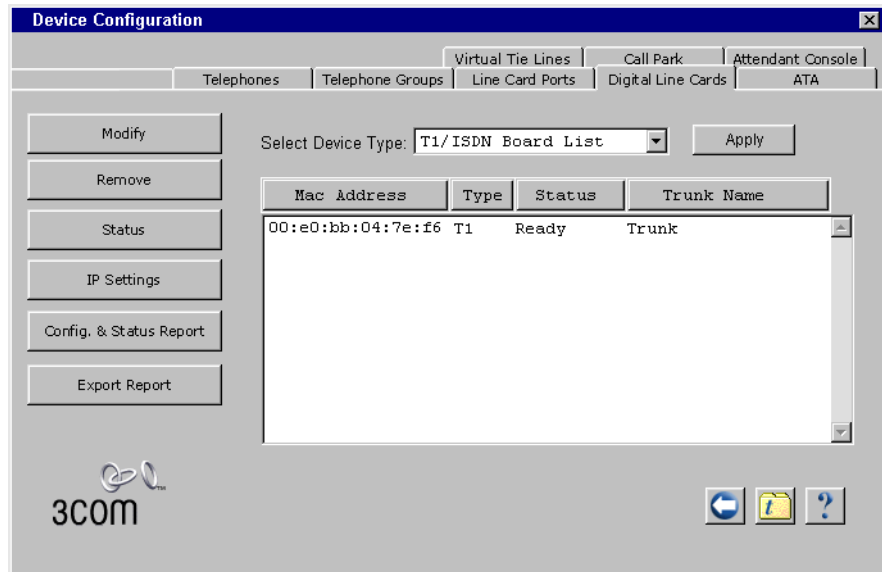 Device Configuration
Virtual Tie Lines Call Park Attendant Console
Telephones Telephone Groups Line Card Ports Digital Line Cards ATA
Modify
Remove
Status
IP Settings
Config. & Status Report
Export Report
Select Device Type: T1/ISDN Board List Apply
Mac Address Type Status Trunk Name
00:e0:bb:04:7e:f6 T1 Ready Trunk
3com
t ?